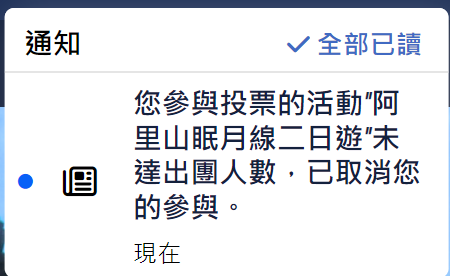 通知
全部已讀
您參與投票的活動"阿
里山眠月線二日遊"未
達出團人數，已取消您
的參與。
現在